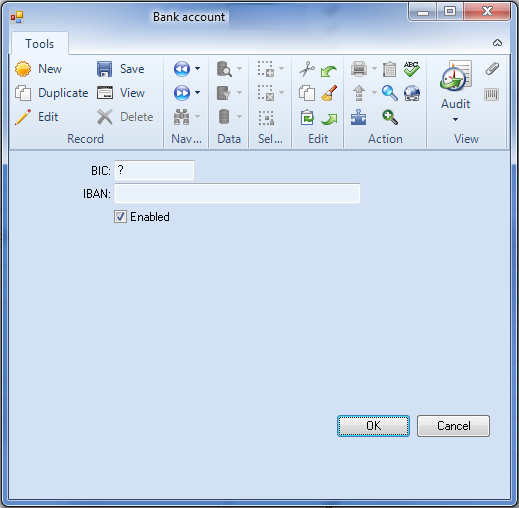 Bank account
Tools
New Save
Duplicate View
Edit Delete
ABC
Audit
Record Nav... Data Sel... Edit Action View
BIC: ?
IBAN:
Enabled
OK Cancel